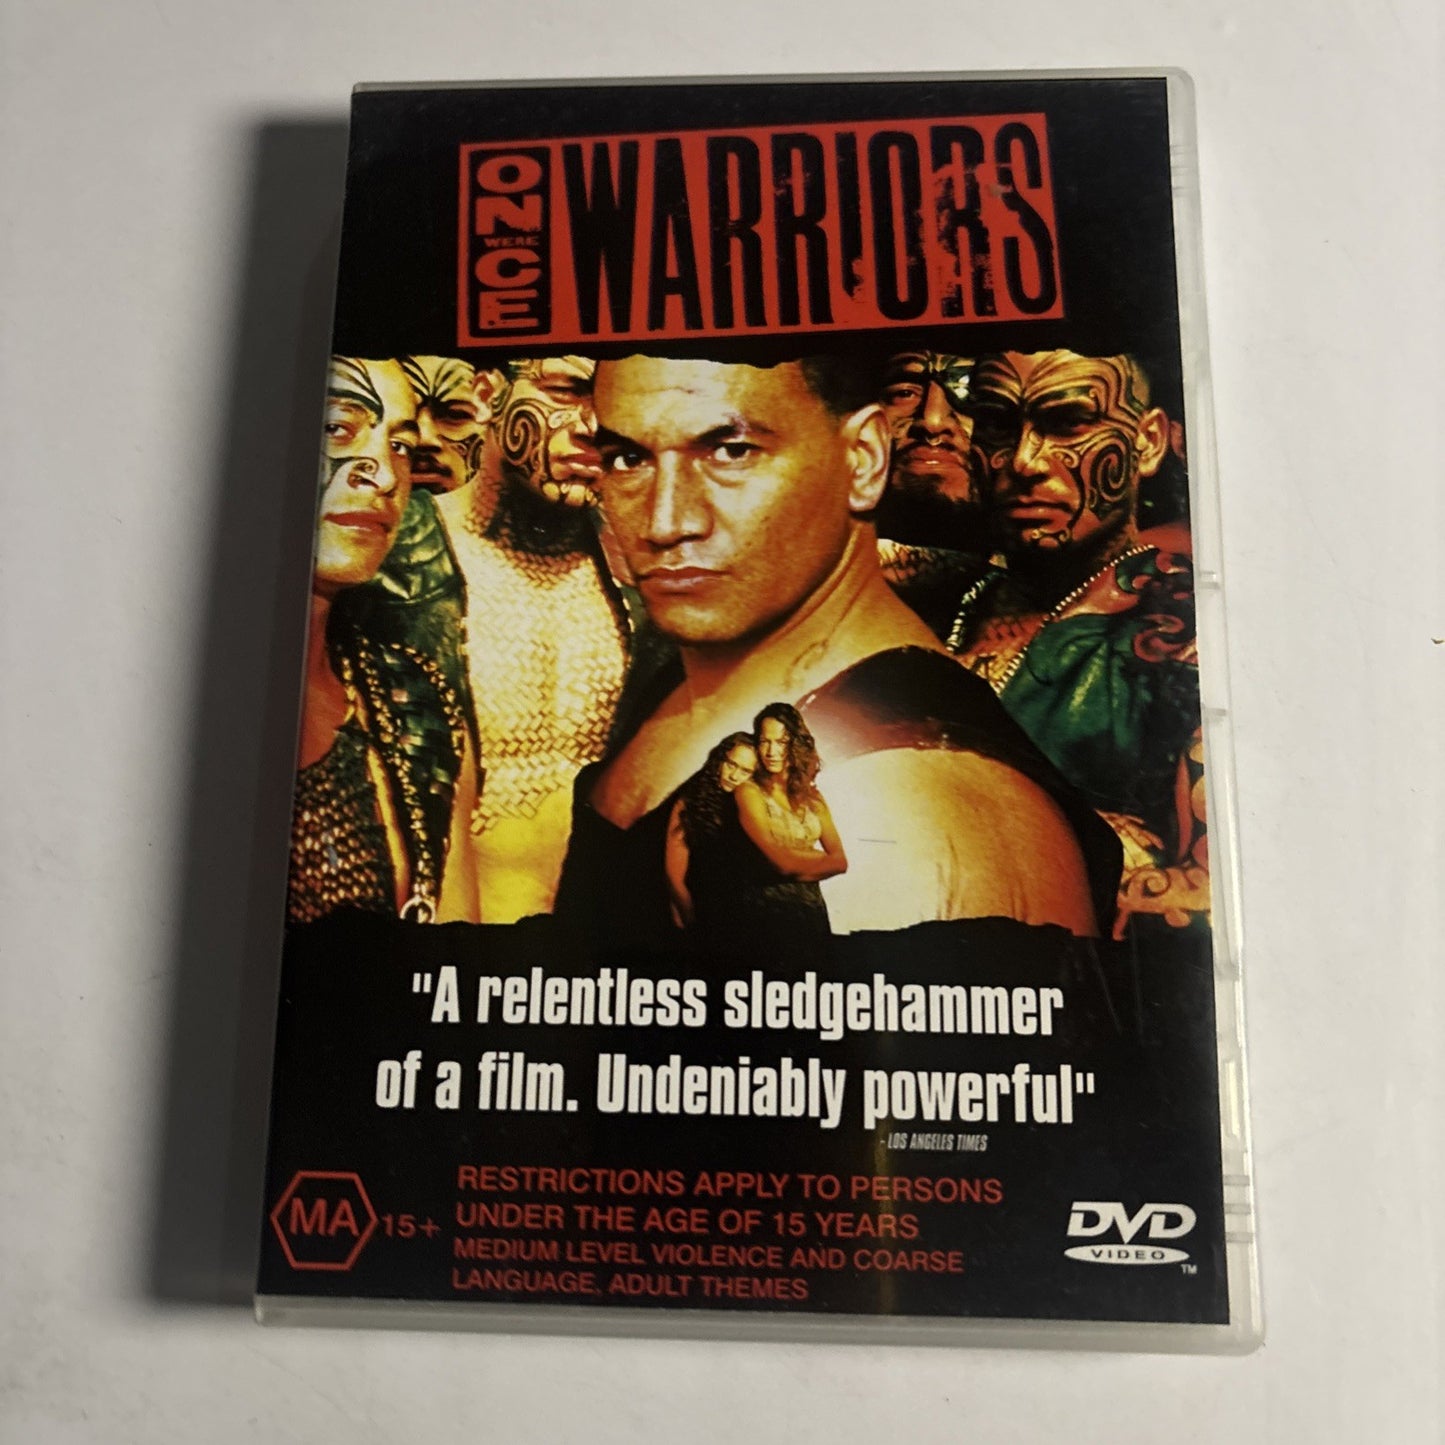 ONCE
WERE
WARRIORS
"A relentless sledgehammer
of a film. Undeniably powerful"
- LOS ANGELES TIMES
MA 15+
RESTRICTIONS APPLY TO PERSONS
UNDER THE AGE OF 15 YEARS
MEDIUM LEVEL VIOLENCE AND COARSE
LANGUAGE, ADULT THEMES
DVD
VIDEO
TM